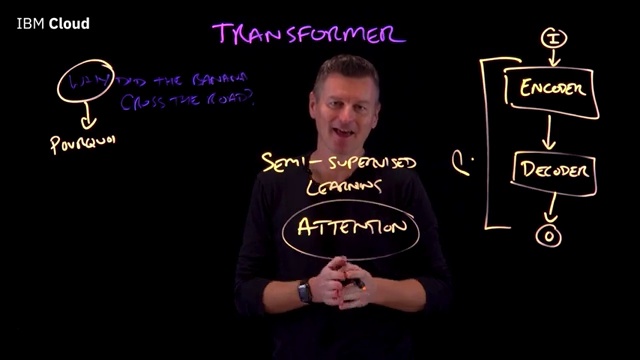 IBM Cloud
TRANSFORMER
WHY DID THE BANANA
CROSS THE ROAD?
POURQUOI
SEMI-SUPERVISED
LEARNING
ATTENTION
I
ENCODER
DECODER
O